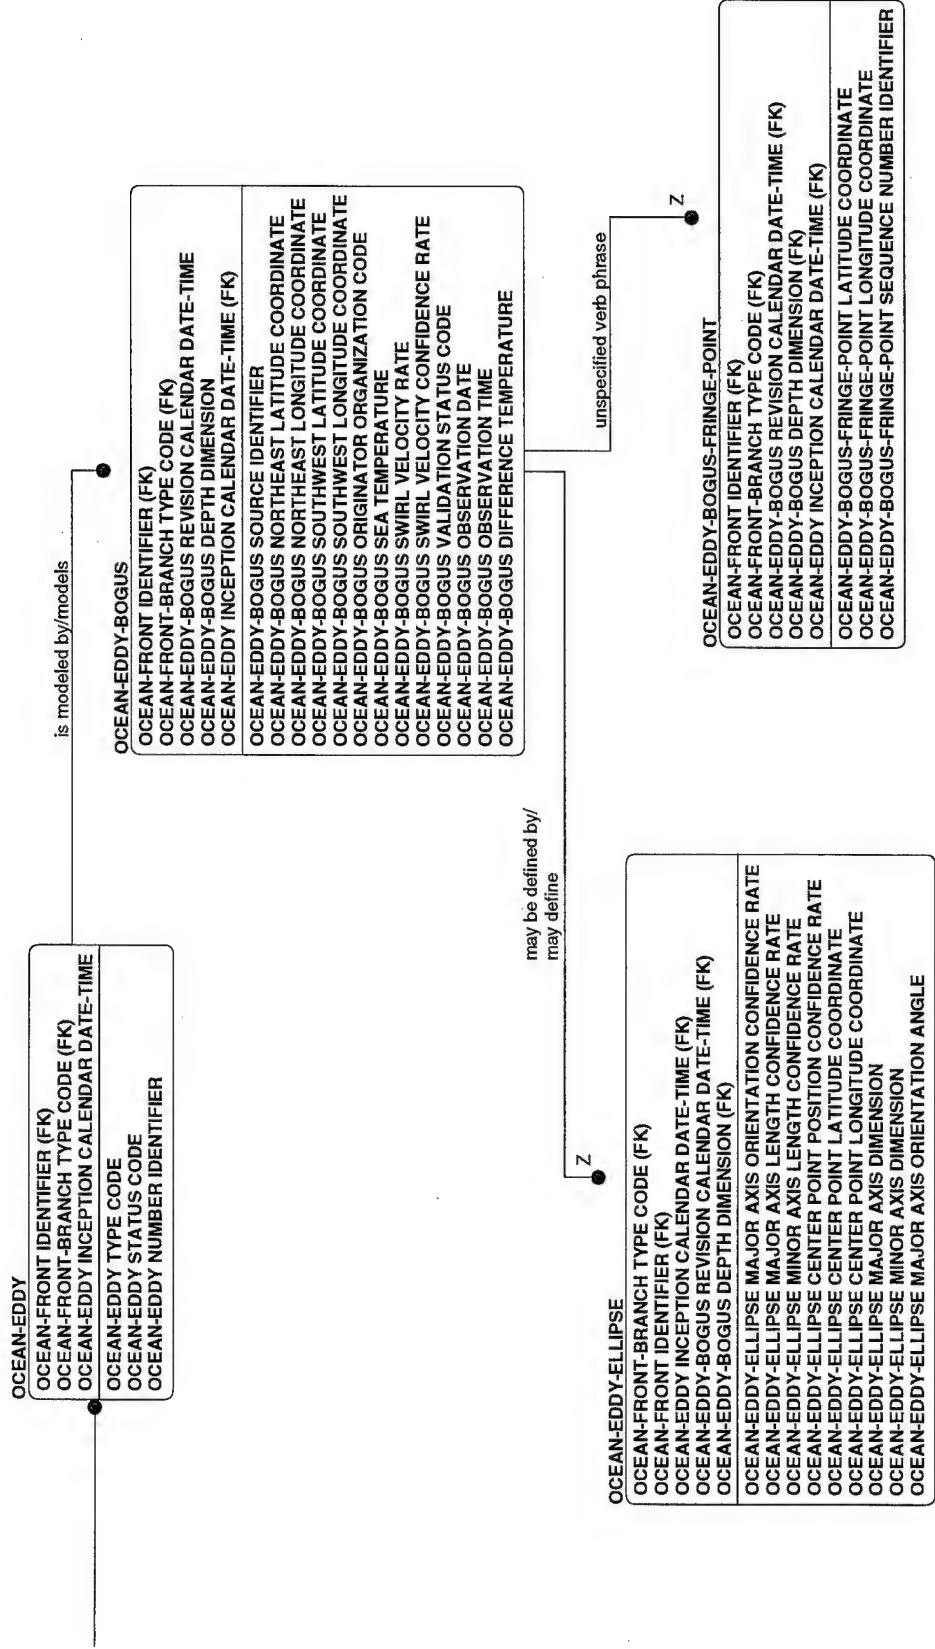 OCEAN-EDDY
OCEAN-FRONT IDENTIFIER (FK)
OCEAN-FRONT-BRANCH TYPE CODE (FK)
OCEAN-EDDY INCEPTION CALENDAR DATE-TIME
OCEAN-EDDY TYPE CODE
OCEAN-EDDY STATUS CODE
OCEAN-EDDY NUMBER IDENTIFIER
is modeled by/models
OCEAN-EDDY-BOGUS
OCEAN-FRONT IDENTIFIER (FK)
OCEAN-FRONT-BRANCH TYPE CODE (FK)
OCEAN-EDDY-BOGUS REVISION CALENDAR DATE-TIME
OCEAN-EDDY-BOGUS DEPTH DIMENSION
OCEAN-EDDY INCEPTION CALENDAR DATE-TIME (FK)
OCEAN-EDDY-BOGUS SOURCE IDENTIFIER
OCEAN-EDDY-BOGUS NORTHEAST LATITUDE COORDINATE
OCEAN-EDDY-BOGUS NORTHEAST LONGITUDE COORDINATE
OCEAN-EDDY-BOGUS SOUTHWEST LATITUDE COORDINATE
OCEAN-EDDY-BOGUS SOUTHWEST LONGITUDE COORDINATE
OCEAN-EDDY-BOGUS ORIGINATOR ORGANIZATION CODE
OCEAN-EDDY-BOGUS SEA TEMPERATURE
OCEAN-EDDY-BOGUS SWIRL VELOCITY RATE
OCEAN-EDDY-BOGUS SWIRL VELOCITY CONFIDENCE RATE
OCEAN-EDDY-BOGUS VALIDATION STATUS CODE
OCEAN-EDDY-BOGUS OBSERVATION DATE
OCEAN-EDDY-BOGUS OBSERVATION TIME
OCEAN-EDDY-BOGUS DIFFERENCE TEMPERATURE
may be defined by/
may define
Z
OCEAN-EDDY-ELLIPSE
OCEAN-FRONT-BRANCH TYPE CODE (FK)
OCEAN-FRONT IDENTIFIER (FK)
OCEAN-EDDY INCEPTION CALENDAR DATE-TIME (FK)
OCEAN-EDDY-BOGUS REVISION CALENDAR DATE-TIME (FK)
OCEAN-EDDY-BOGUS DEPTH DIMENSION (FK)
OCEAN-EDDY-ELLIPSE MAJOR AXIS ORIENTATION CONFIDENCE RATE
OCEAN-EDDY-ELLIPSE MAJOR AXIS LENGTH CONFIDENCE RATE
OCEAN-EDDY-ELLIPSE MINOR AXIS LENGTH CONFIDENCE RATE
OCEAN-EDDY-ELLIPSE CENTER POINT POSITION CONFIDENCE RATE
OCEAN-EDDY-ELLIPSE CENTER POINT LATITUDE COORDINATE
OCEAN-EDDY-ELLIPSE CENTER POINT LONGITUDE COORDINATE
OCEAN-EDDY-ELLIPSE MAJOR AXIS DIMENSION
OCEAN-EDDY-ELLIPSE MINOR AXIS DIMENSION
OCEAN-EDDY-ELLIPSE MAJOR AXIS ORIENTATION ANGLE
unspecified verb phrase
Z
OCEAN-EDDY-BOGUS-FRINGE-POINT
OCEAN-FRONT IDENTIFIER (FK)
OCEAN-FRONT-BRANCH TYPE CODE (FK)
OCEAN-EDDY-BOGUS REVISION CALENDAR DATE-TIME (FK)
OCEAN-EDDY-BOGUS DEPTH DIMENSION (FK)
OCEAN-EDDY INCEPTION CALENDAR DATE-TIME (FK)
OCEAN-EDDY-BOGUS-FRINGE-POINT LATITUDE COORDINATE
OCEAN-EDDY-BOGUS-FRINGE-POINT LONGITUDE COORDINATE
OCEAN-EDDY-BOGUS-FRINGE-POINT SEQUENCE NUMBER IDENTIFIER